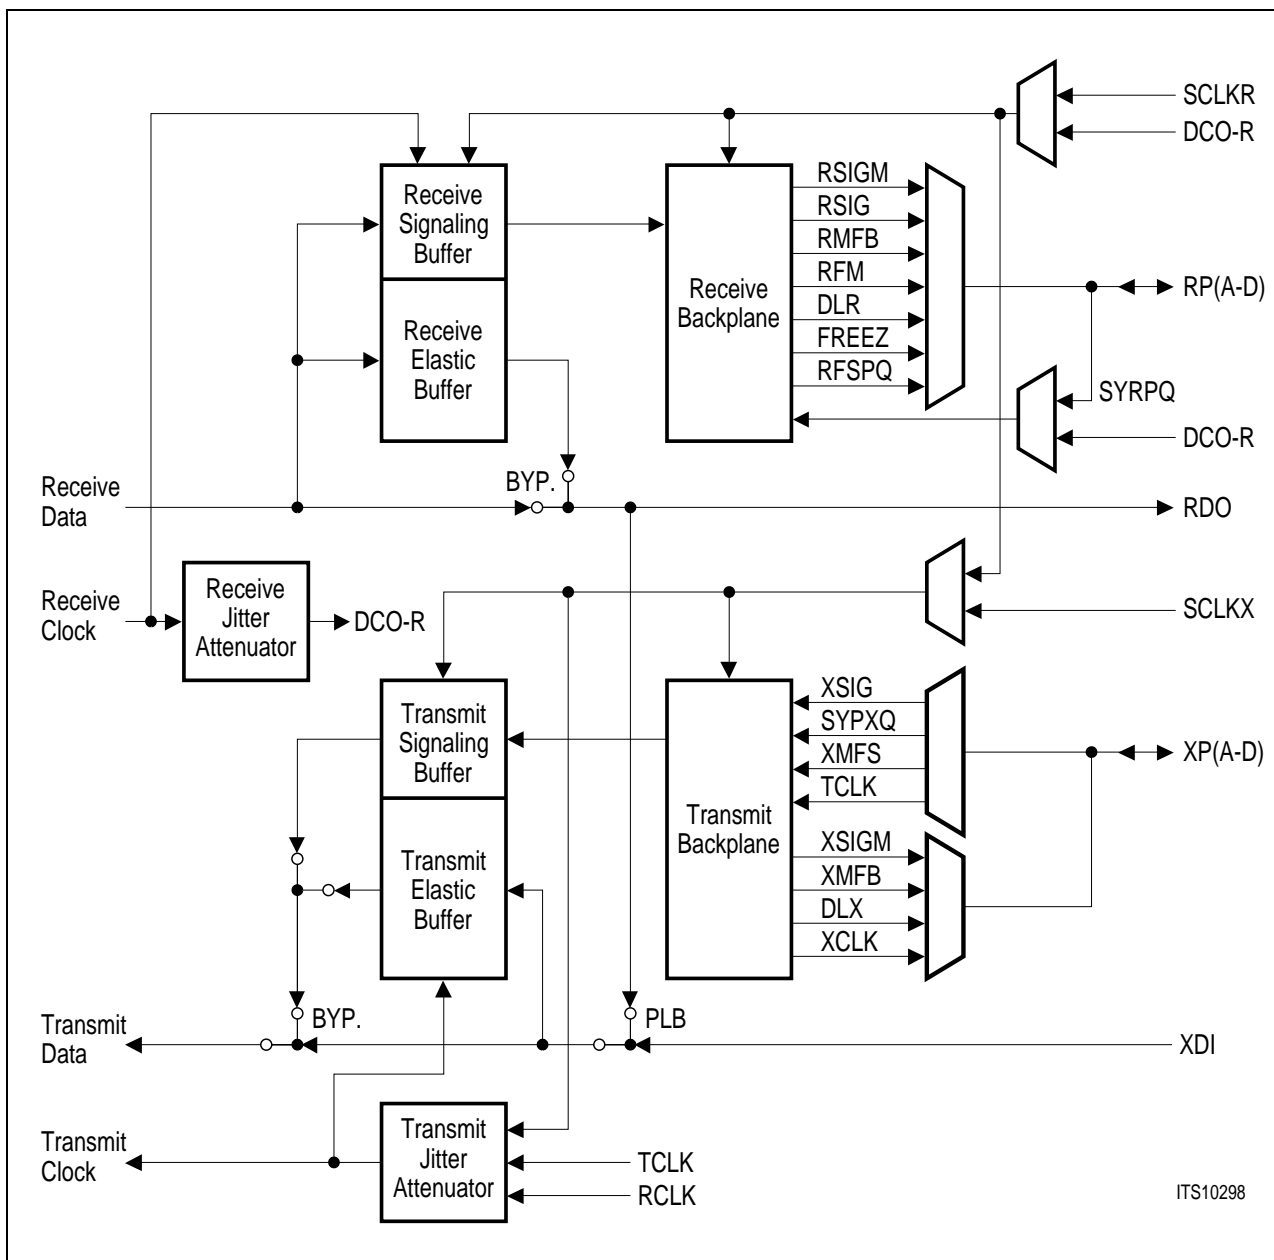 SCLKR
DCO-R
Receive
Signaling
Buffer
RSIGM
RSIG
RMFB
RFM
DLR
FREEZ
RFSPQ
Receive
Backplane
RP(A-D)
Receive
Elastic
Buffer
SYRPQ
DCO-R
BYP.
Receive
Data
RDO
Receive
Clock
Receive
Jitter
Attenuator
DCO-R
SCLKX
Transmit
Signaling
Buffer
XSIG
SYPXQ
XMFS
TCLK
XP(A-D)
Transmit
Backplane
Transmit
Elastic
Buffer
XSIGM
XMFB
DLX
XCLK
BYP.
PLB
Transmit
Data
XDI
Transmit
Clock
Transmit
Jitter
Attenuator
TCLK
RCLK
ITS10298